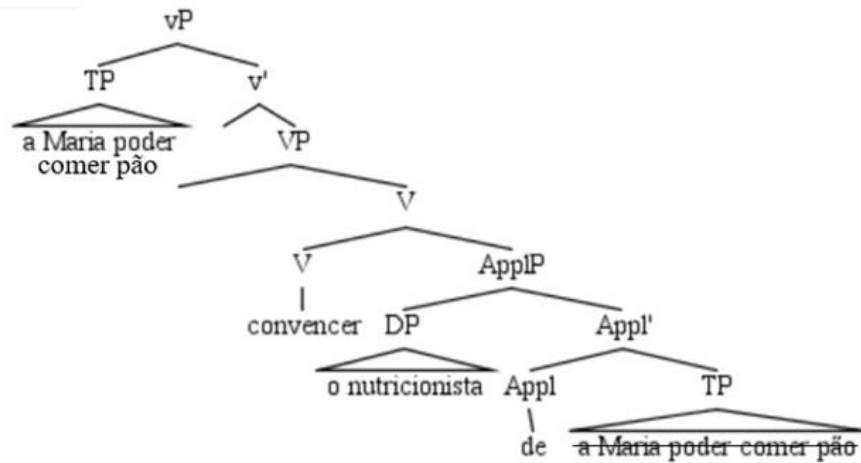 vP
TP v'
a Maria poder
comer pão
VP
V
V ApplP
convencer DP Appl'
o nutricionista Appl TP
de a Maria poder comer pão